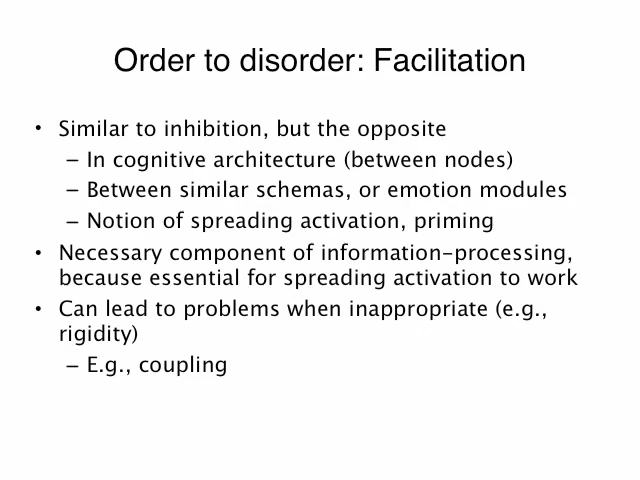 Order to disorder: Facilitation
• Similar to inhibition, but the opposite
– In cognitive architecture (between nodes)
– Between similar schemas, or emotion modules
– Notion of spreading activation, priming
• Necessary component of information-processing,
because essential for spreading activation to work
• Can lead to problems when inappropriate (e.g.,
rigidity)
– E.g., coupling